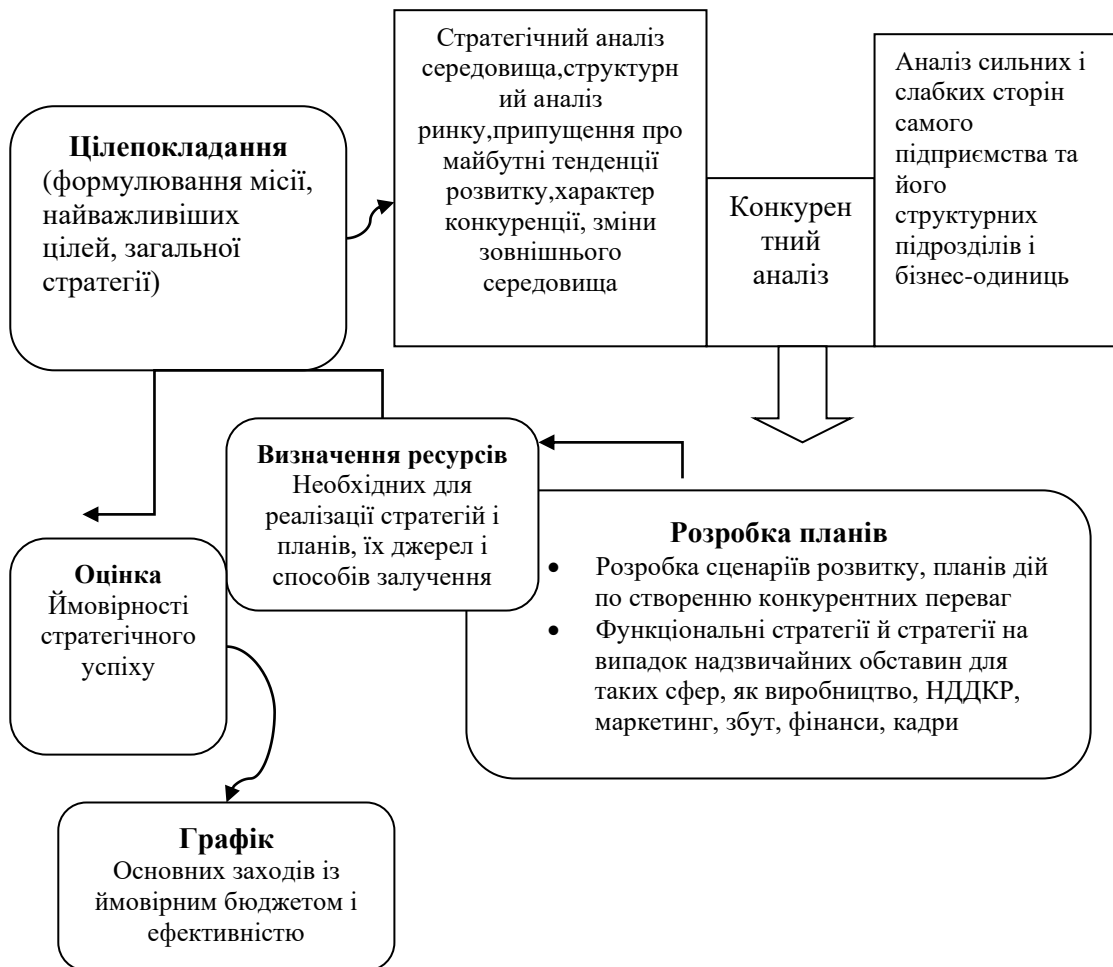 Цілепокладання
(формулювання місії,
найважливіших
цілей, загальної
стратегії)
Стратегічний аналіз
середовища,структурн
ий аналіз
ринку,припущення про
майбутні тенденції
розвитку,характер
конкуренції, зміни
зовнішнього
середовища
Конкурен
тний
аналіз
Аналіз сильних і
слабких сторін
самого
підприємства та
його
структурних
підрозділів і
бізнес-одиниць
Визначення ресурсів
Необхідних для
реалізації стратегій і
планів, їх джерел і
способів залучення
Розробка планів
• Розробка сценаріїв розвитку, планів дій
по створенню конкурентних переваг
• Функціональні стратегії й стратегії на
випадок надзвичайних обставин для
таких сфер, як виробництво, НДДКР,
маркетинг, збут, фінанси, кадри
Оцінка
Ймовірності
стратегічного
успіху
Графік
Основних заходів із
ймовірним бюджетом і
ефективністю